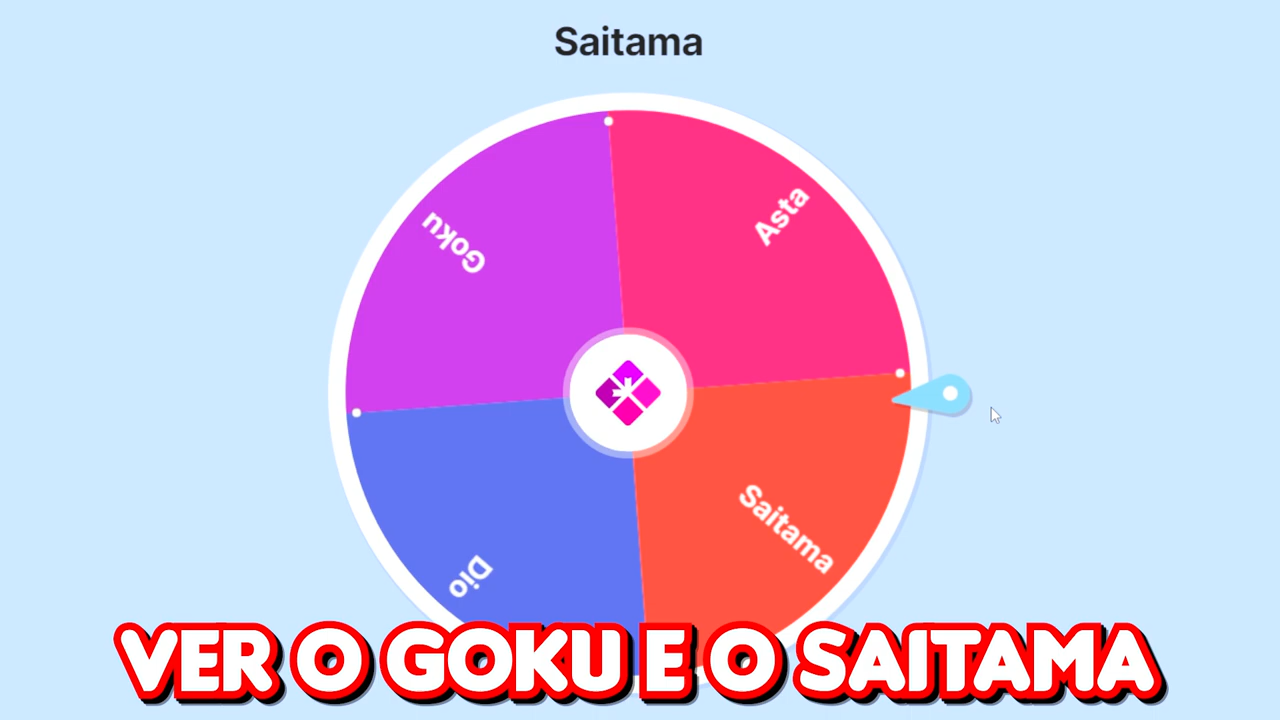 Saitama
Goku
Asta
Saitama
Dio
VER O GOKU E O SAITAMA